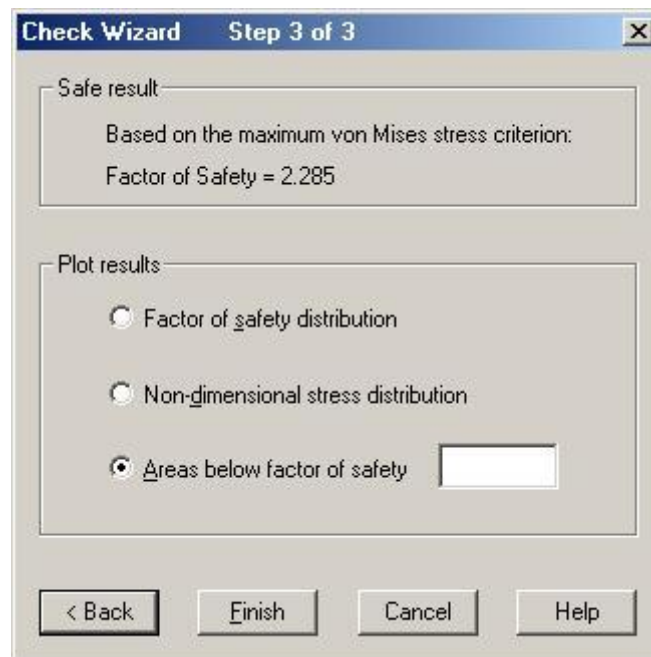 Check Wizard Step 3 of 3
Safe result
Based on the maximum von Mises stress criterion:
Factor of Safety = 2.285
Plot results
Factor of safety distribution
Non-dimensional stress distribution
Areas below factor of safety
< Back Finish Cancel Help